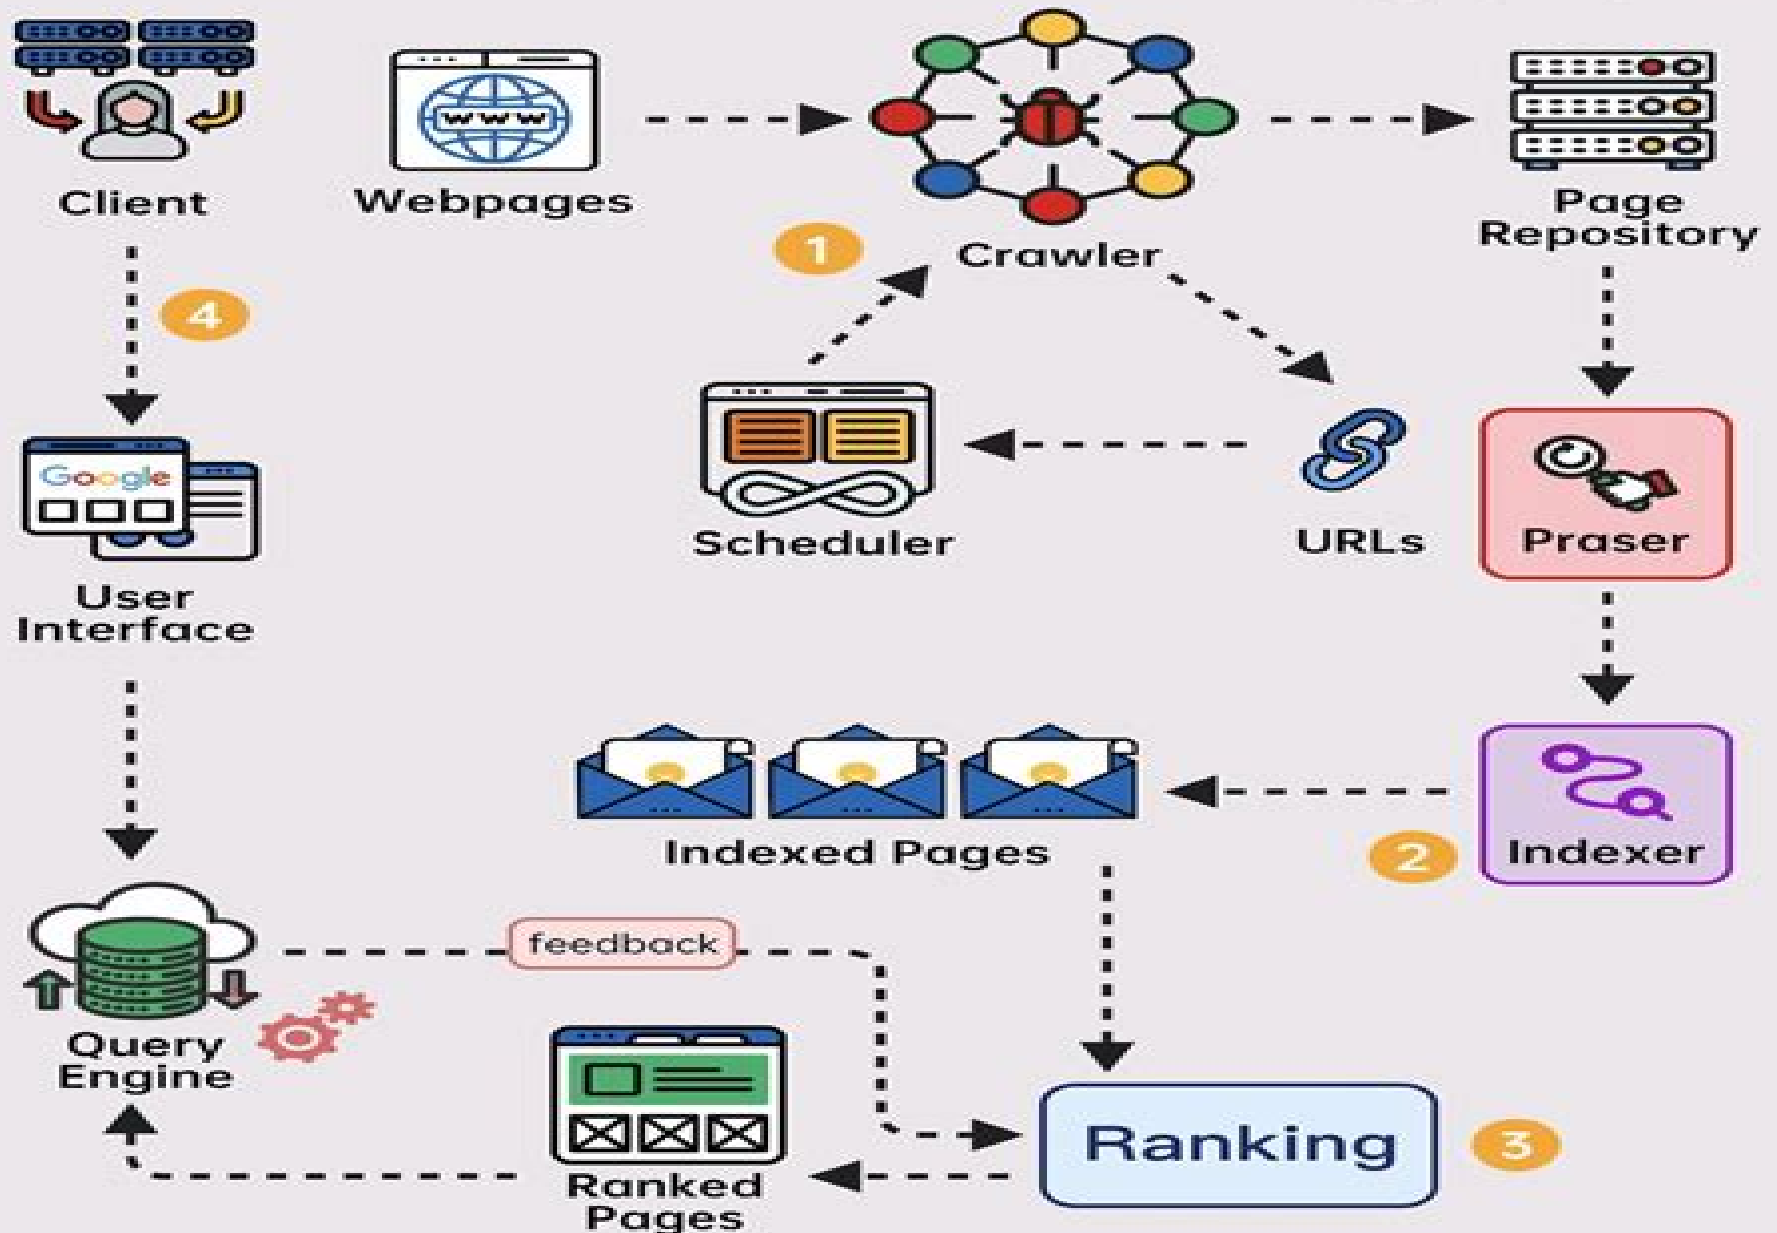 www
Client
Webpages
Crawler
Page
Repository
1
4
Google
Scheduler
URLs
Praser
User
Interface
Indexed Pages
2
Indexer
feedback
Query
Engine
Ranking
3
Ranked
Pages